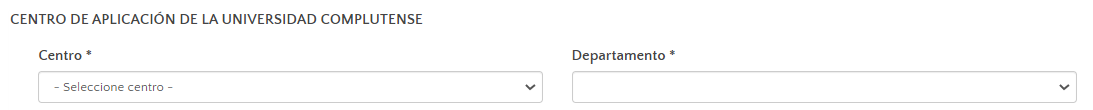 CENTRO DE APLICACIÓN DE LA UNIVERSIDAD COMPLUTENSE
Centro * Departamento *
- Seleccione centro -